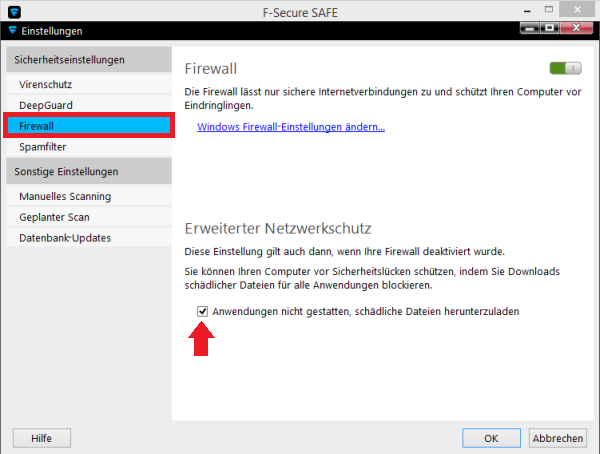 F-Secure SAFE
Einstellungen
Sicherheitseinstellungen
Virenschutz
DeepGuard
Firewall
Spamfilter
Sonstige Einstellungen
Manuelles Scanning
Geplanter Scan
Datenbank-Updates
Firewall
Die Firewall lässt nur sichere Internetverbindungen zu und schützt Ihren Computer vor
Eindringlingen.
Windows Firewall-Einstellungen ändern...
Erweiterter Netzwerkschutz
Diese Einstellung gilt auch dann, wenn Ihre Firewall deaktiviert wurde.
Sie können Ihren Computer vor Sicherheitslücken schützen, indem Sie Downloads
schädlicher Dateien für alle Anwendungen blockieren.
Anwendungen nicht gestatten, schädliche Dateien herunterzuladen
Hilfe
OK
Abbrechen